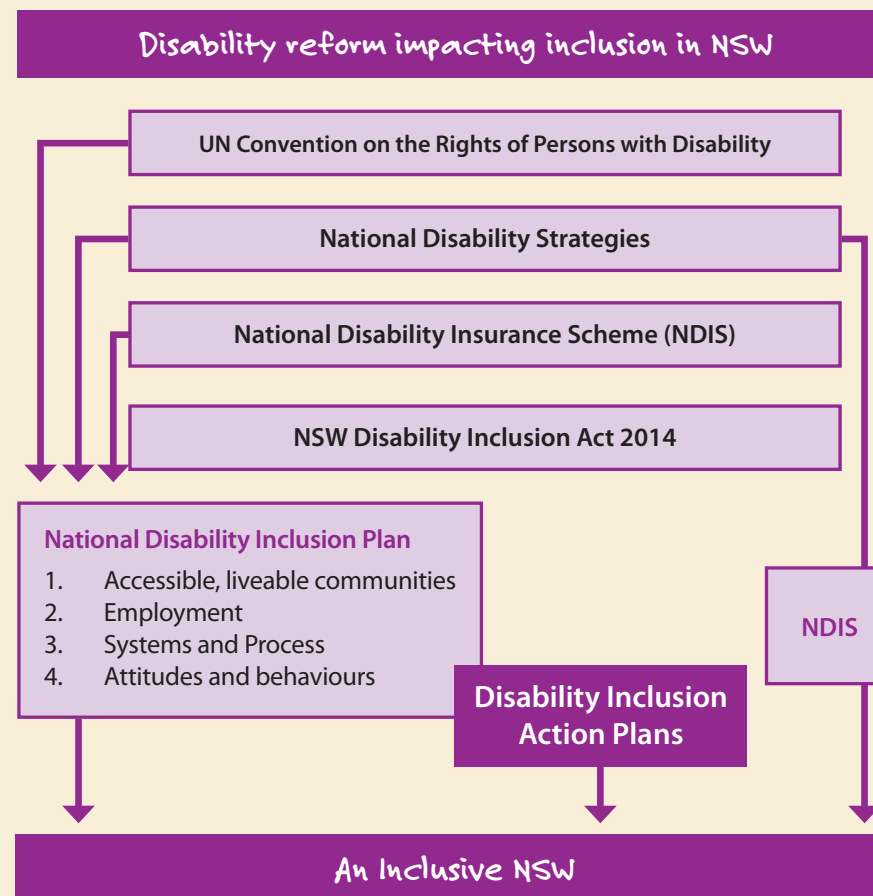 Disability reform impacting inclusion in NSW
UN Convention on the Rights of Persons with Disability
National Disability Strategies
National Disability Insurance Scheme (NDIS)
NSW Disability Inclusion Act 2014
National Disability Inclusion Plan
1. Accessible, liveable communities
2. Employment
3. Systems and Process
4. Attitudes and behaviours
Disability Inclusion
Action Plans
NDIS
An Inclusive NSW